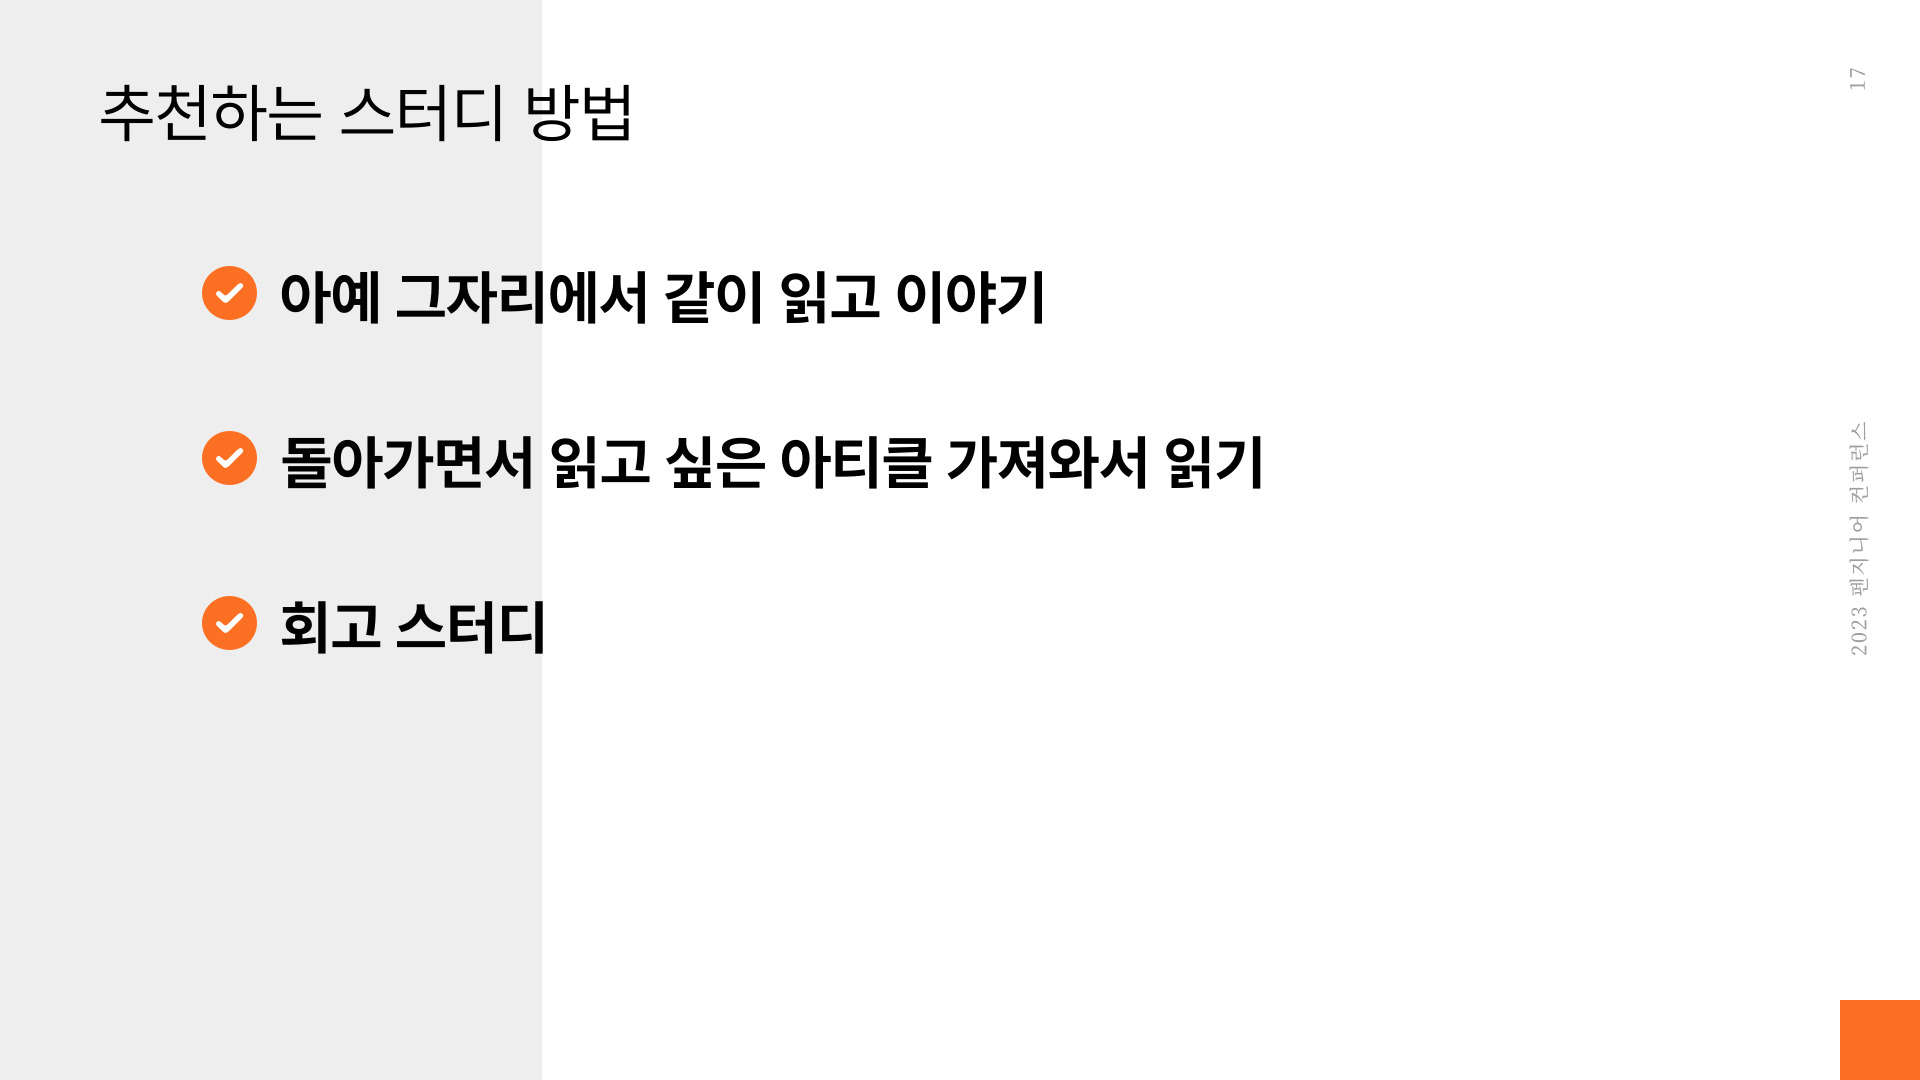 추천하는 스터디 방법
아예 그자리에서 같이 읽고 이야기
돌아가면서 읽고 싶은 아티클 가져와서 읽기
회고 스터디
17
2023 펜지니어 컨퍼런스